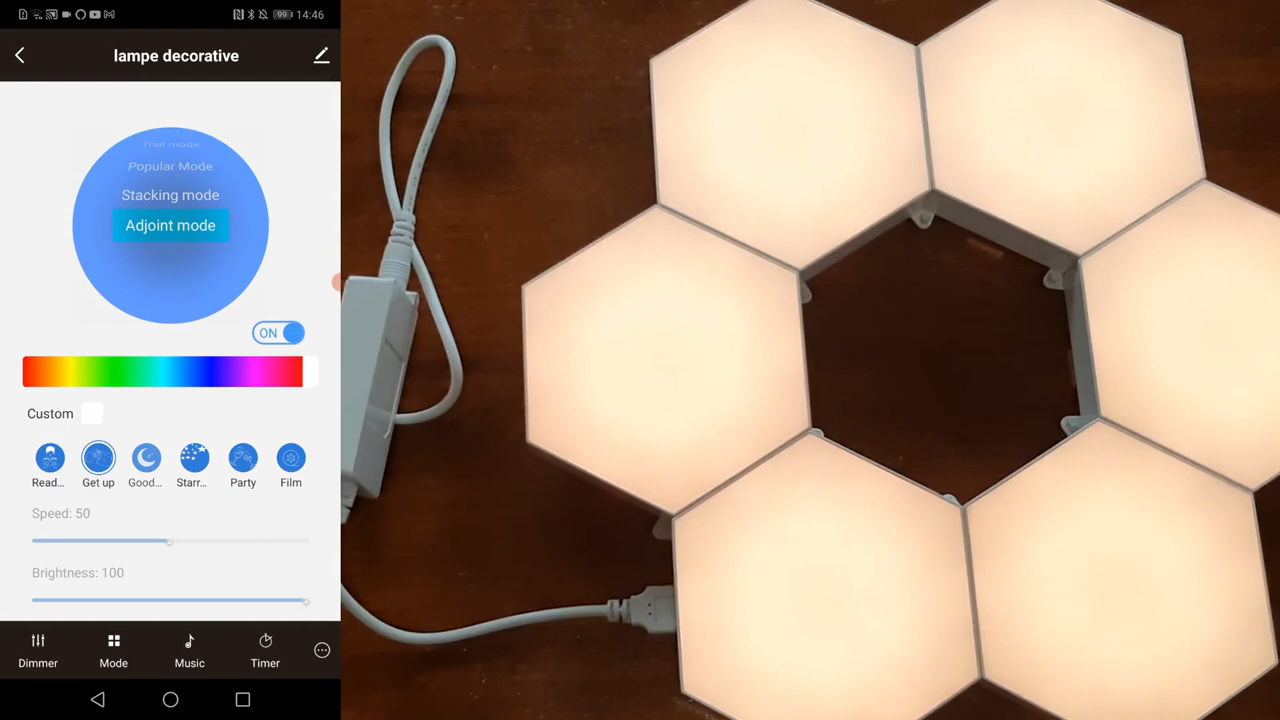 99 14:46
lampe decorative
Trail mode
Popular Mode
Stacking mode
Adjoint mode
ON
Custom
Read... Get up Good... Starr... Party Film
Speed: 50
Brightness: 100
Dimmer Mode Music Timer